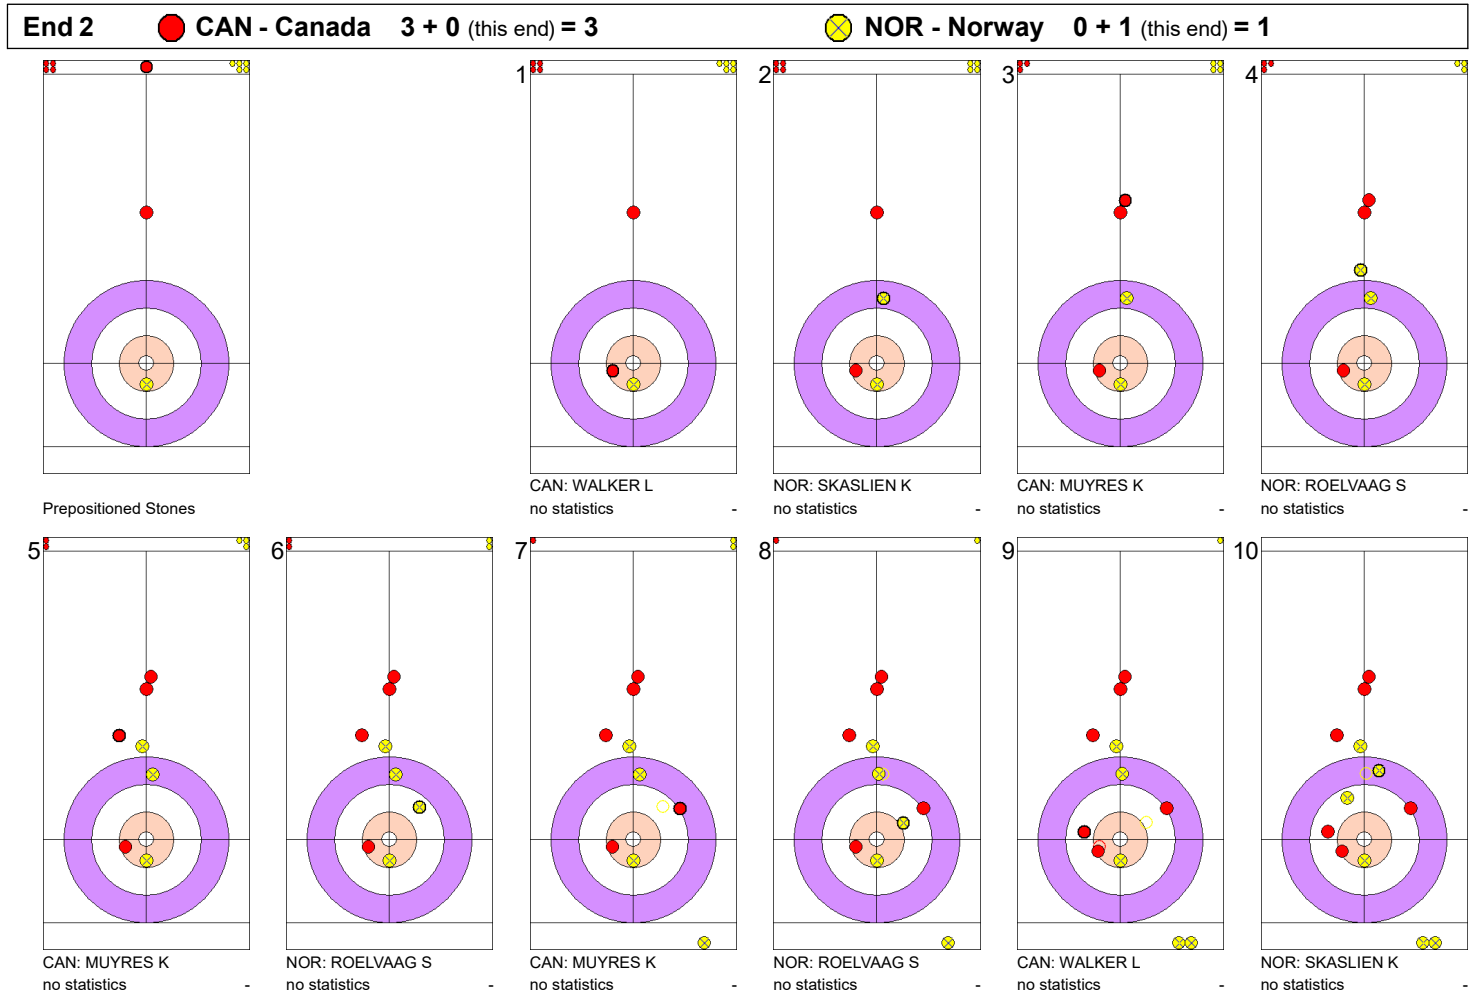 End 2 CAN - Canada 3 + 0 (this end) = 3 NOR - Norway 0 + 1 (this end) = 1
1 2 3 4
CAN: WALKER L NOR: SKASLIEN K CAN: MUYRES K NOR: ROELVAAG S
Prepositioned Stones no statistics - no statistics - no statistics - no statistics -
5 6 7 8 9 10
CAN: MUYRES K NOR: ROELVAAG S CAN: MUYRES K NOR: ROELVAAG S CAN: WALKER L NOR: SKASLIEN K
no statistics - no statistics - no statistics - no statistics - no statistics - no statistics -